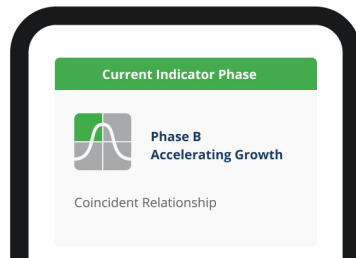 Current Indicator Phase
Phase B
Accelerating Growth
Coincident Relationship